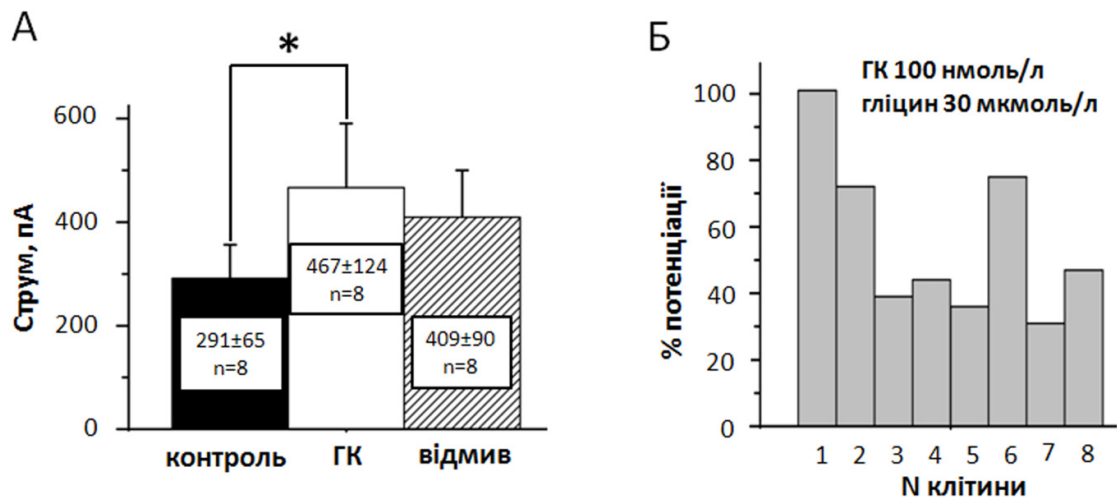 А
*
Струм, пА
600
400
200
0
291±65
n=8
467±124
n=8
409±90
n=8
контроль
ГК
відмив
Б
ГК 100 нмоль/л
гліцин 30 мкмоль/л
% потенціації
100
80
60
40
20
0
1 2 3 4 5 6 7 8
N клітини